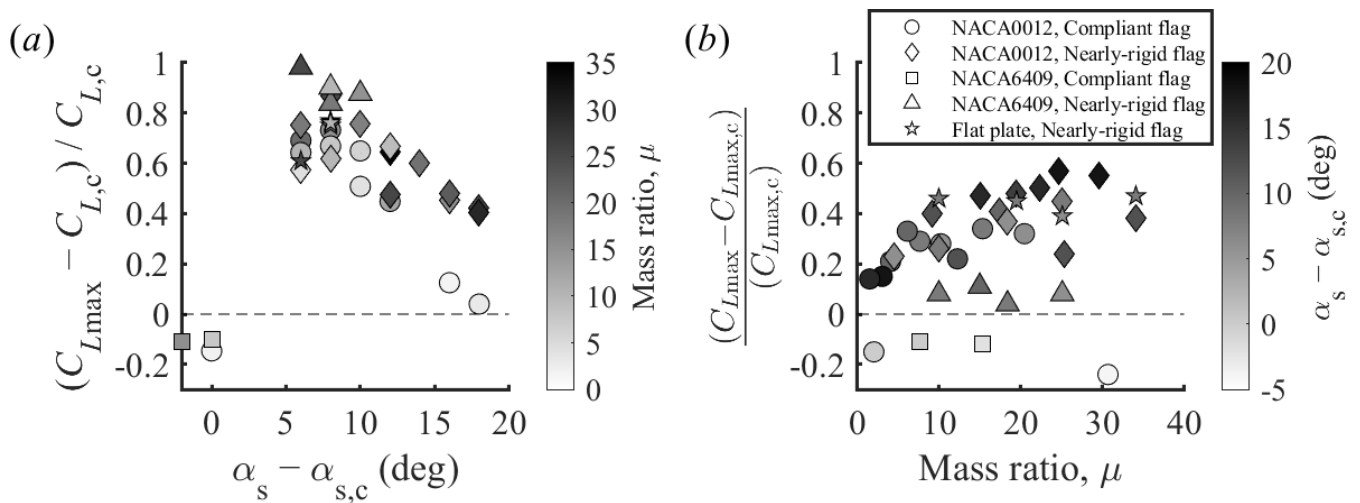 (a)
(C_Lmax − C_L,c) / C_L,c
1
0.8
0.6
0.4
0.2
0
-0.2
0 5 10 15 20
α_s − α_s,c (deg)
35
30
25
20
15
10
5
0
Mass ratio, μ
(b)
(C_Lmax − C_Lmax,c)
(C_Lmax,c)
NACA0012, Compliant flag
NACA0012, Nearly-rigid flag
NACA6409, Compliant flag
NACA6409, Nearly-rigid flag
Flat plate, Nearly-rigid flag
1
0.8
0.6
0.4
0.2
0
-0.2
0 10 20 30 40
Mass ratio, μ
20
15
10
5
0
-5
α_s − α_s,c (deg)